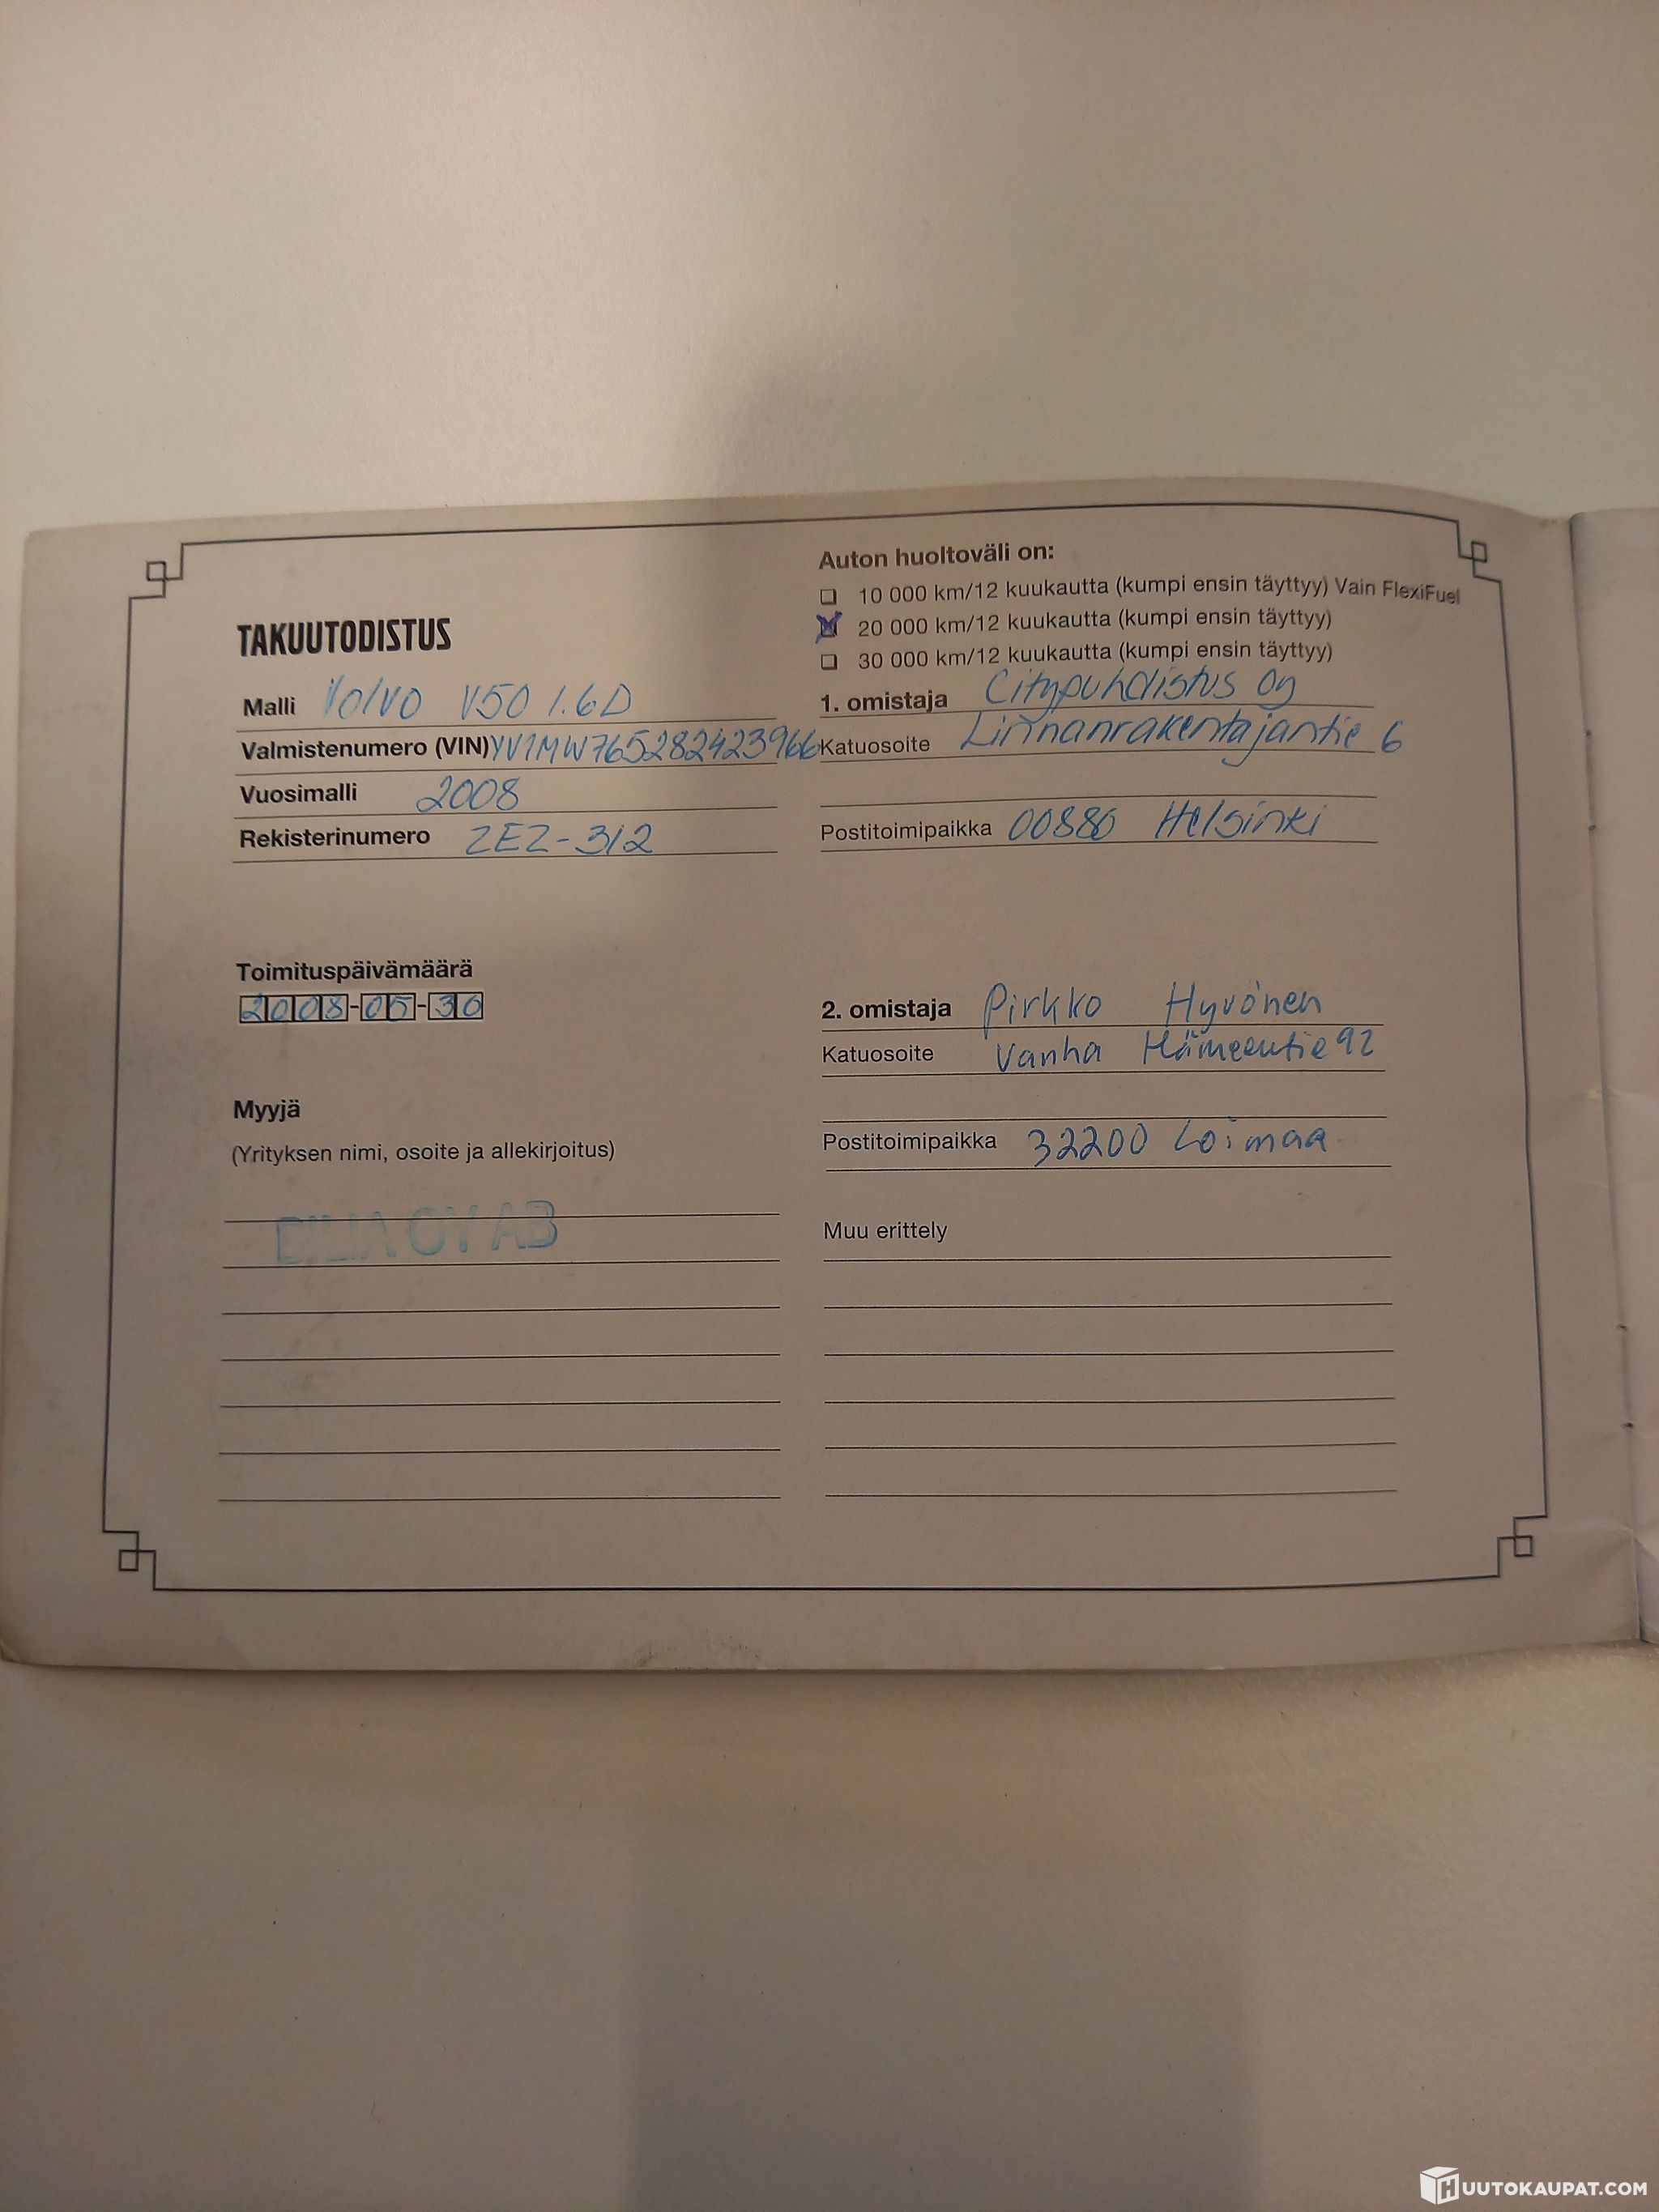 TAKUUTODISTUS
Malli Volvo V50 1.6D
Valmistenumero (VIN) YV1MW765282423966
Vuosimalli 2008
Rekisterinumero ZEZ-312
Toimituspäivämäärä
2008-05-30
Myyjä
(Yrityksen nimi, osoite ja allekirjoitus)
BILIA OY AB
Auton huoltoväli on:
10 000 km/12 kuukautta (kumpi ensin täyttyy) Vain FlexiFuel
20 000 km/12 kuukautta (kumpi ensin täyttyy)
30 000 km/12 kuukautta (kumpi ensin täyttyy)
1. omistaja Citypuhdistus Oy
Katuosoite Linnanrakentajantie 6
Postitoimipaikka 00880 Helsinki
2. omistaja Pirkko Hyvönen
Katuosoite Vanha Hämeentie 92
Postitoimipaikka 32200 Loimaa
Muu erittely
HUUTOKAUPAT.COM